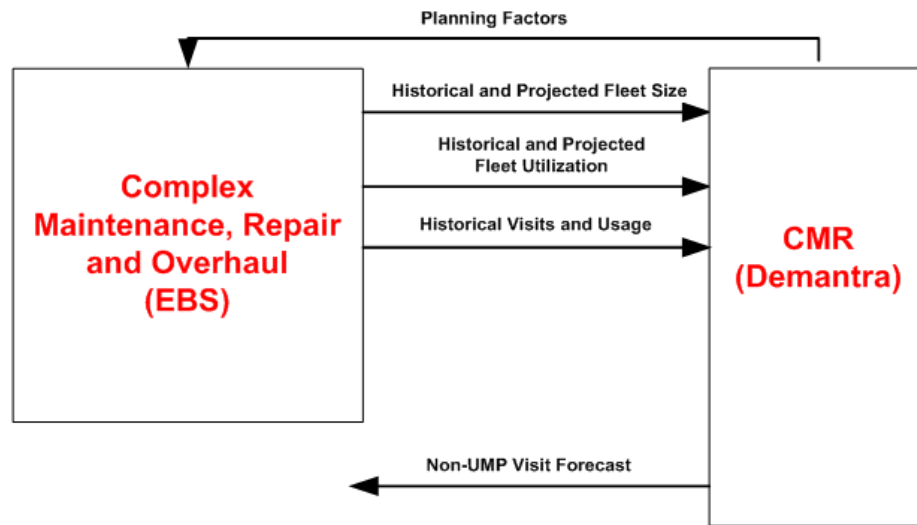 Planning Factors
Historical and Projected Fleet Size
Historical and Projected
Fleet Utilization
Historical Visits and Usage
Complex
Maintenance, Repair
and Overhaul
(EBS)
CMR
(Demantra)
Non-UMP Visit Forecast